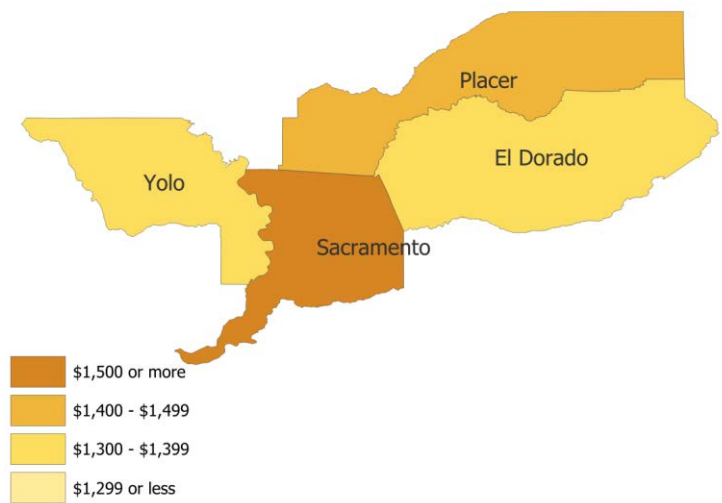 Placer
El Dorado
Yolo
Sacramento
$1,500 or more
$1,400 - $1,499
$1,300 - $1,399
$1,299 or less